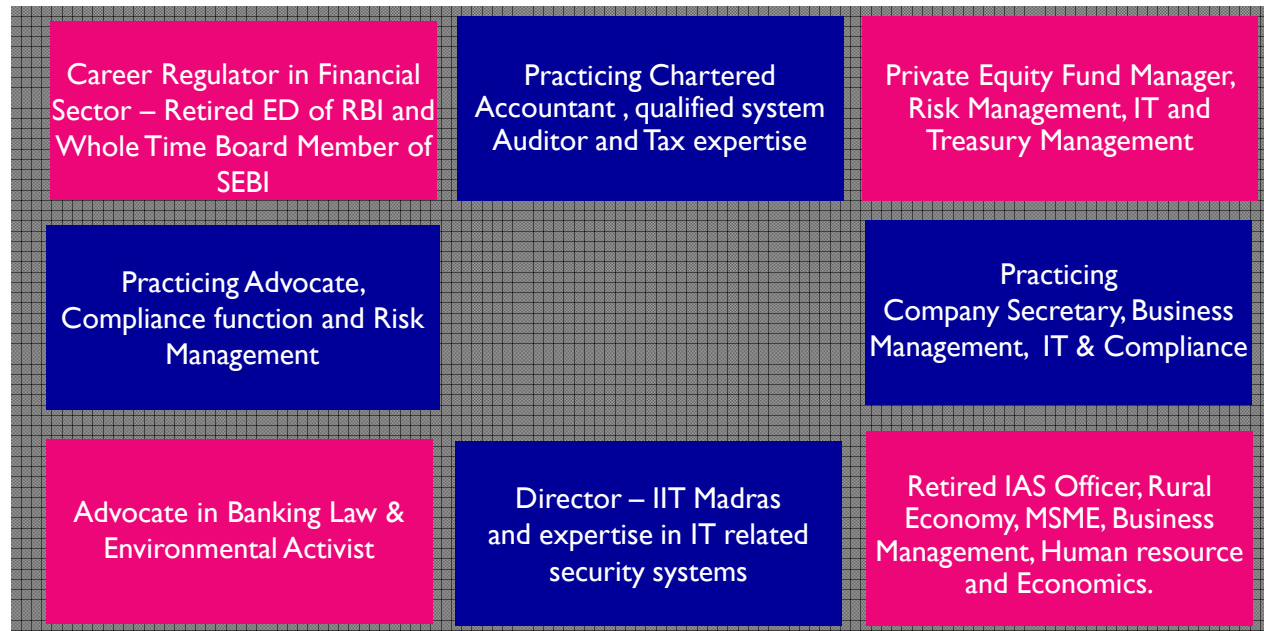 Career Regulator in Financial
Sector – Retired ED of RBI and
Whole Time Board Member of
SEBI
Practicing Chartered
Accountant , qualified system
Auditor and Tax expertise
Private Equity Fund Manager,
Risk Management, IT and
Treasury Management
Practicing Advocate,
Compliance function and Risk
Management
Practicing
Company Secretary, Business
Management, IT & Compliance
Advocate in Banking Law &
Environmental Activist
Director – IIT Madras
and expertise in IT related
security systems
Retired IAS Officer, Rural
Economy, MSME, Business
Management, Human resource
and Economics.